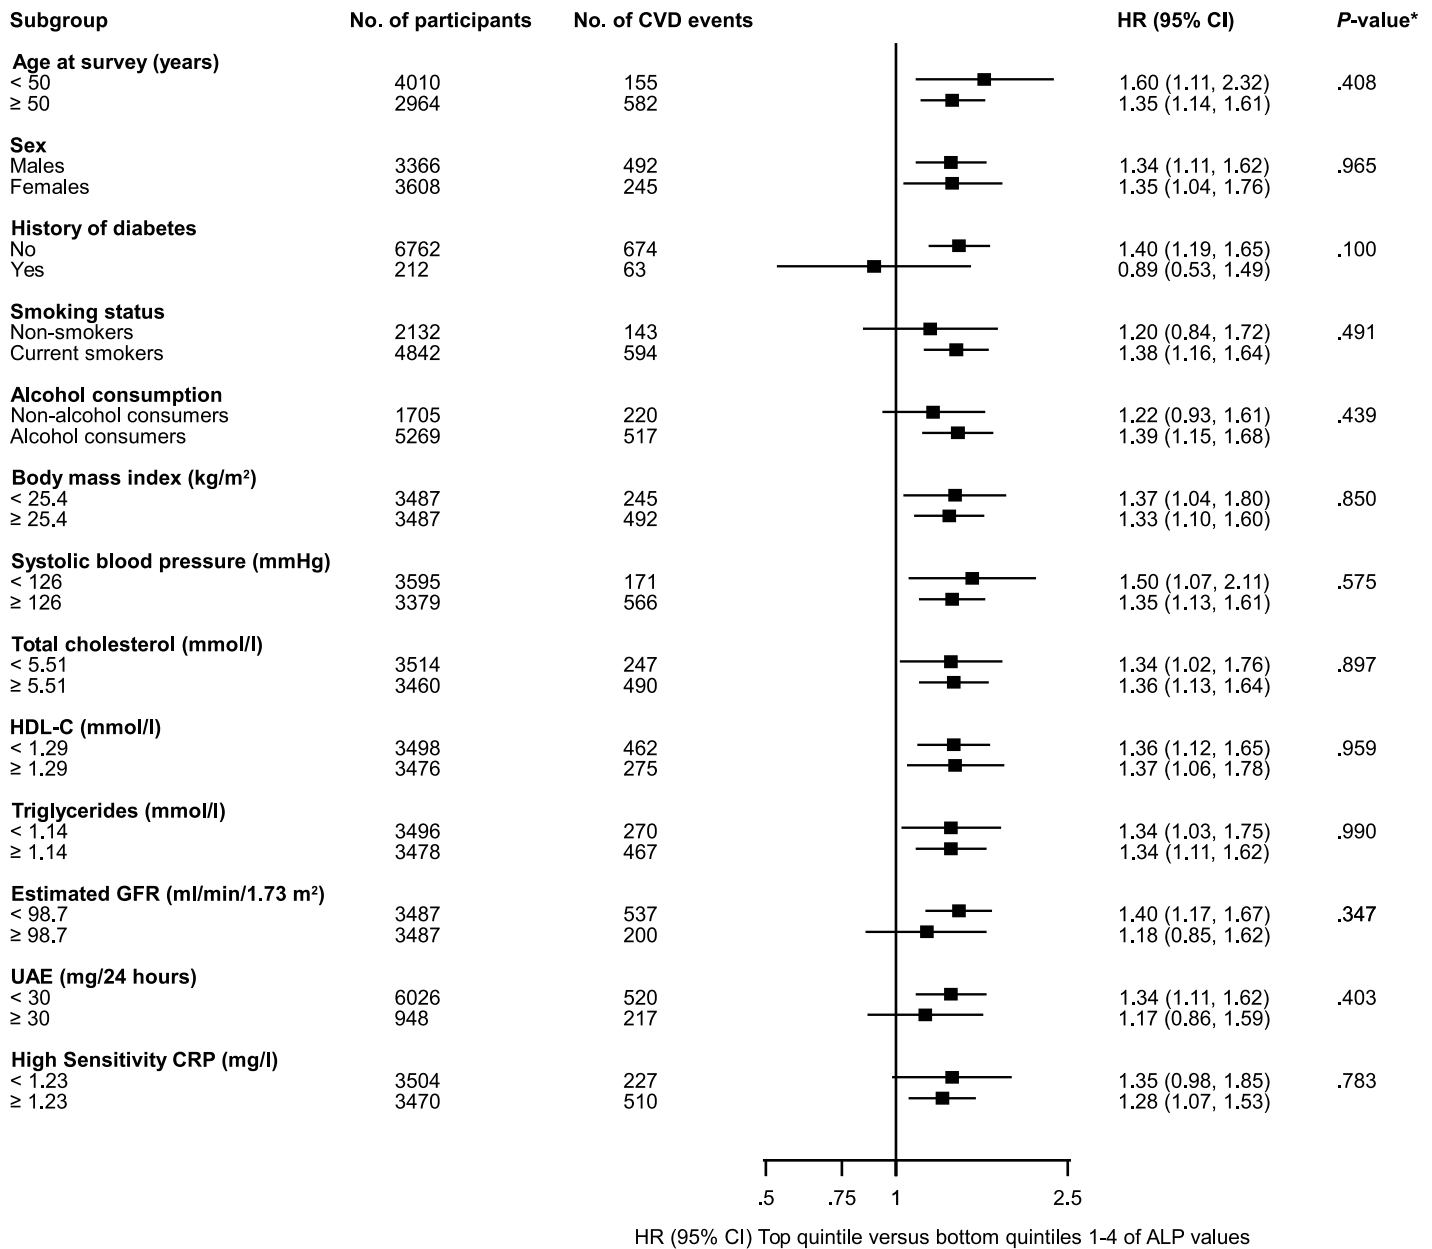 Subgroup No. of participants No. of CVD events HR (95% CI) P-value*
Age at survey (years)
< 50 4010 155 1.60 (1.11, 2.32) .408
≥ 50 2964 582 1.35 (1.14, 1.61)
Sex
Males 3366 492 1.34 (1.11, 1.62) .965
Females 3608 245 1.35 (1.04, 1.76)
History of diabetes
No 6762 674 1.40 (1.19, 1.65) .100
Yes 212 63 0.89 (0.53, 1.49)
Smoking status
Non-smokers 2132 143 1.20 (0.84, 1.72) .491
Current smokers 4842 594 1.38 (1.16, 1.64)
Alcohol consumption
Non-alcohol consumers 1705 220 1.22 (0.93, 1.61) .439
Alcohol consumers 5269 517 1.39 (1.15, 1.68)
Body mass index (kg/m²)
< 25.4 3487 245 1.37 (1.04, 1.80) .850
≥ 25.4 3487 492 1.33 (1.10, 1.60)
Systolic blood pressure (mmHg)
< 126 3595 171 1.50 (1.07, 2.11) .575
≥ 126 3379 566 1.35 (1.13, 1.61)
Total cholesterol (mmol/l)
< 5.51 3514 247 1.34 (1.02, 1.76) .897
≥ 5.51 3460 490 1.36 (1.13, 1.64)
HDL-C (mmol/l)
< 1.29 3498 462 1.36 (1.12, 1.65) .959
≥ 1.29 3476 275 1.37 (1.06, 1.78)
Triglycerides (mmol/l)
< 1.14 3496 270 1.34 (1.03, 1.75) .990
≥ 1.14 3478 467 1.34 (1.11, 1.62)
Estimated GFR (ml/min/1.73 m²)
< 98.7 3487 537 1.40 (1.17, 1.67) .347
≥ 98.7 3487 200 1.18 (0.85, 1.62)
UAE (mg/24 hours)
< 30 6026 520 1.34 (1.11, 1.62) .403
≥ 30 948 217 1.17 (0.86, 1.59)
High Sensitivity CRP (mg/l)
< 1.23 3504 227 1.35 (0.98, 1.85) .783
≥ 1.23 3470 510 1.28 (1.07, 1.53)
.5 .75 1 2.5
HR (95% CI) Top quintile versus bottom quintiles 1-4 of ALP values